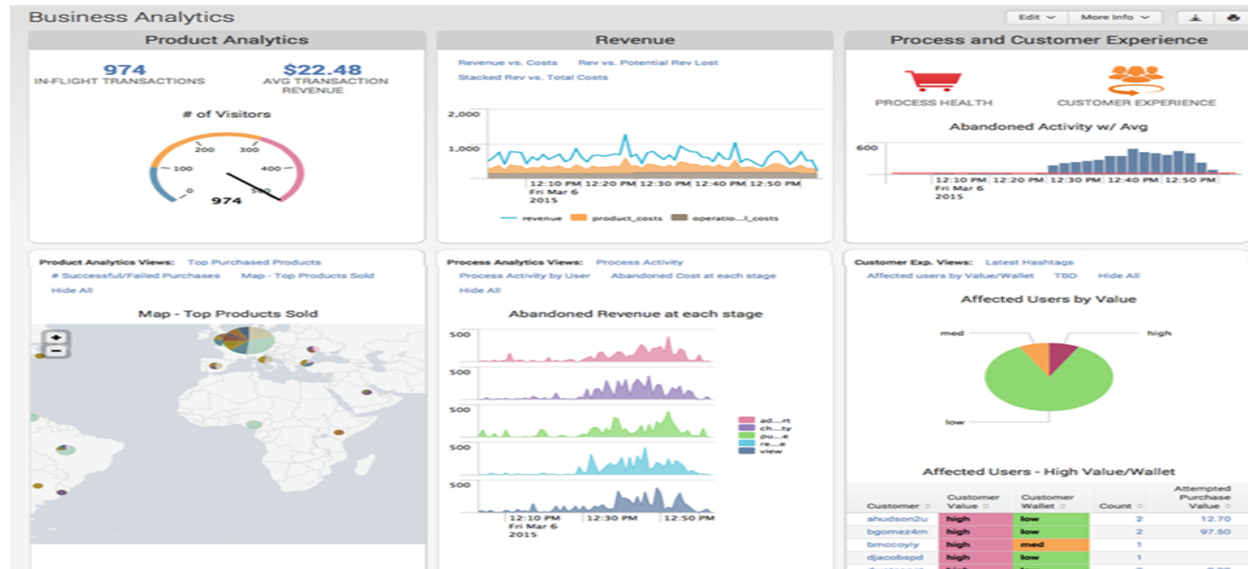 Business Analytics
Edit
More Info
Product Analytics
974
IN-FLIGHT TRANSACTIONS
$22.48
AVG TRANSACTION
REVENUE
# of Visitors
0
100
200
300
400
500
974
Revenue
Revenue vs. Costs Rev vs. Potential Rev Lost
Stacked Rev vs. Total Costs
2,000
1,000
12:10 PM 12:20 PM 12:30 PM 12:40 PM 12:50 PM
Fri Mar 6
2015
revenue product_costs operatio...l_costs
Process and Customer Experience
PROCESS HEALTH
CUSTOMER EXPERIENCE
Abandoned Activity w/ Avg
600
12:10 PM 12:20 PM 12:30 PM 12:40 PM 12:50 PM
Fri Mar 6
2015
Product Analytics Views: Top Purchased Products
# Successful/Failed Purchases Map - Top Products Sold
Hide All
Map - Top Products Sold
+
−
Process Analytics Views: Process Activity
Process Activity by User Abandoned Cost at each stage
Hide All
Abandoned Revenue at each stage
500
500
500
500
500
ad...rt
ch...ty
pu...e
re...e
view
12:10 PM 12:30 PM 12:50 PM
Fri Mar 6
2015
Customer Exp. Views: Latest Hashtags
Affected users by Value/Wallet TBD Hide All
Affected Users by Value
med
high
low
Affected Users - High Value/Wallet
Customer Customer Value Customer Wallet Count Attempted Purchase Value
ahudson2u high low 2 12.70
bgomez4m high low 2 97.50
bmccoyiy high med 1
djacobspd high low 1